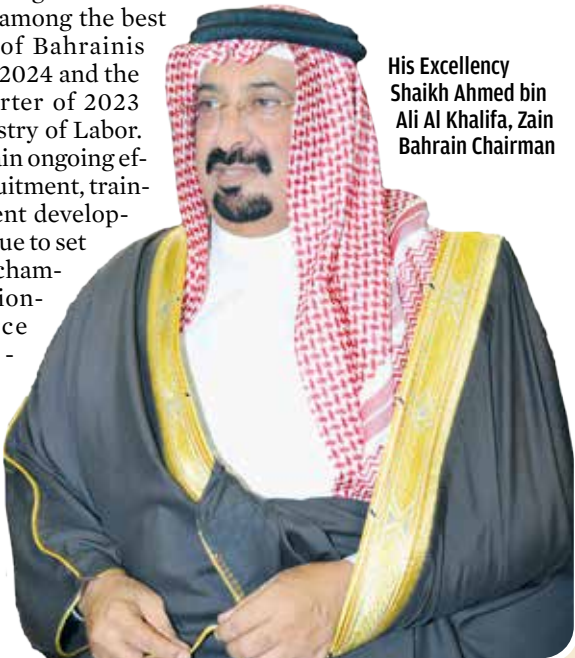 among the best
of Bahrainis
2024 and the
rter of 2023
stry of Labor.
in ongoing ef-
uitment, train-
ent develop-
ue to set
cham-
ion-
ce
-
His Excellency
Shaikh Ahmed bin
Ali Al Khalifa, Zain
Bahrain Chairman